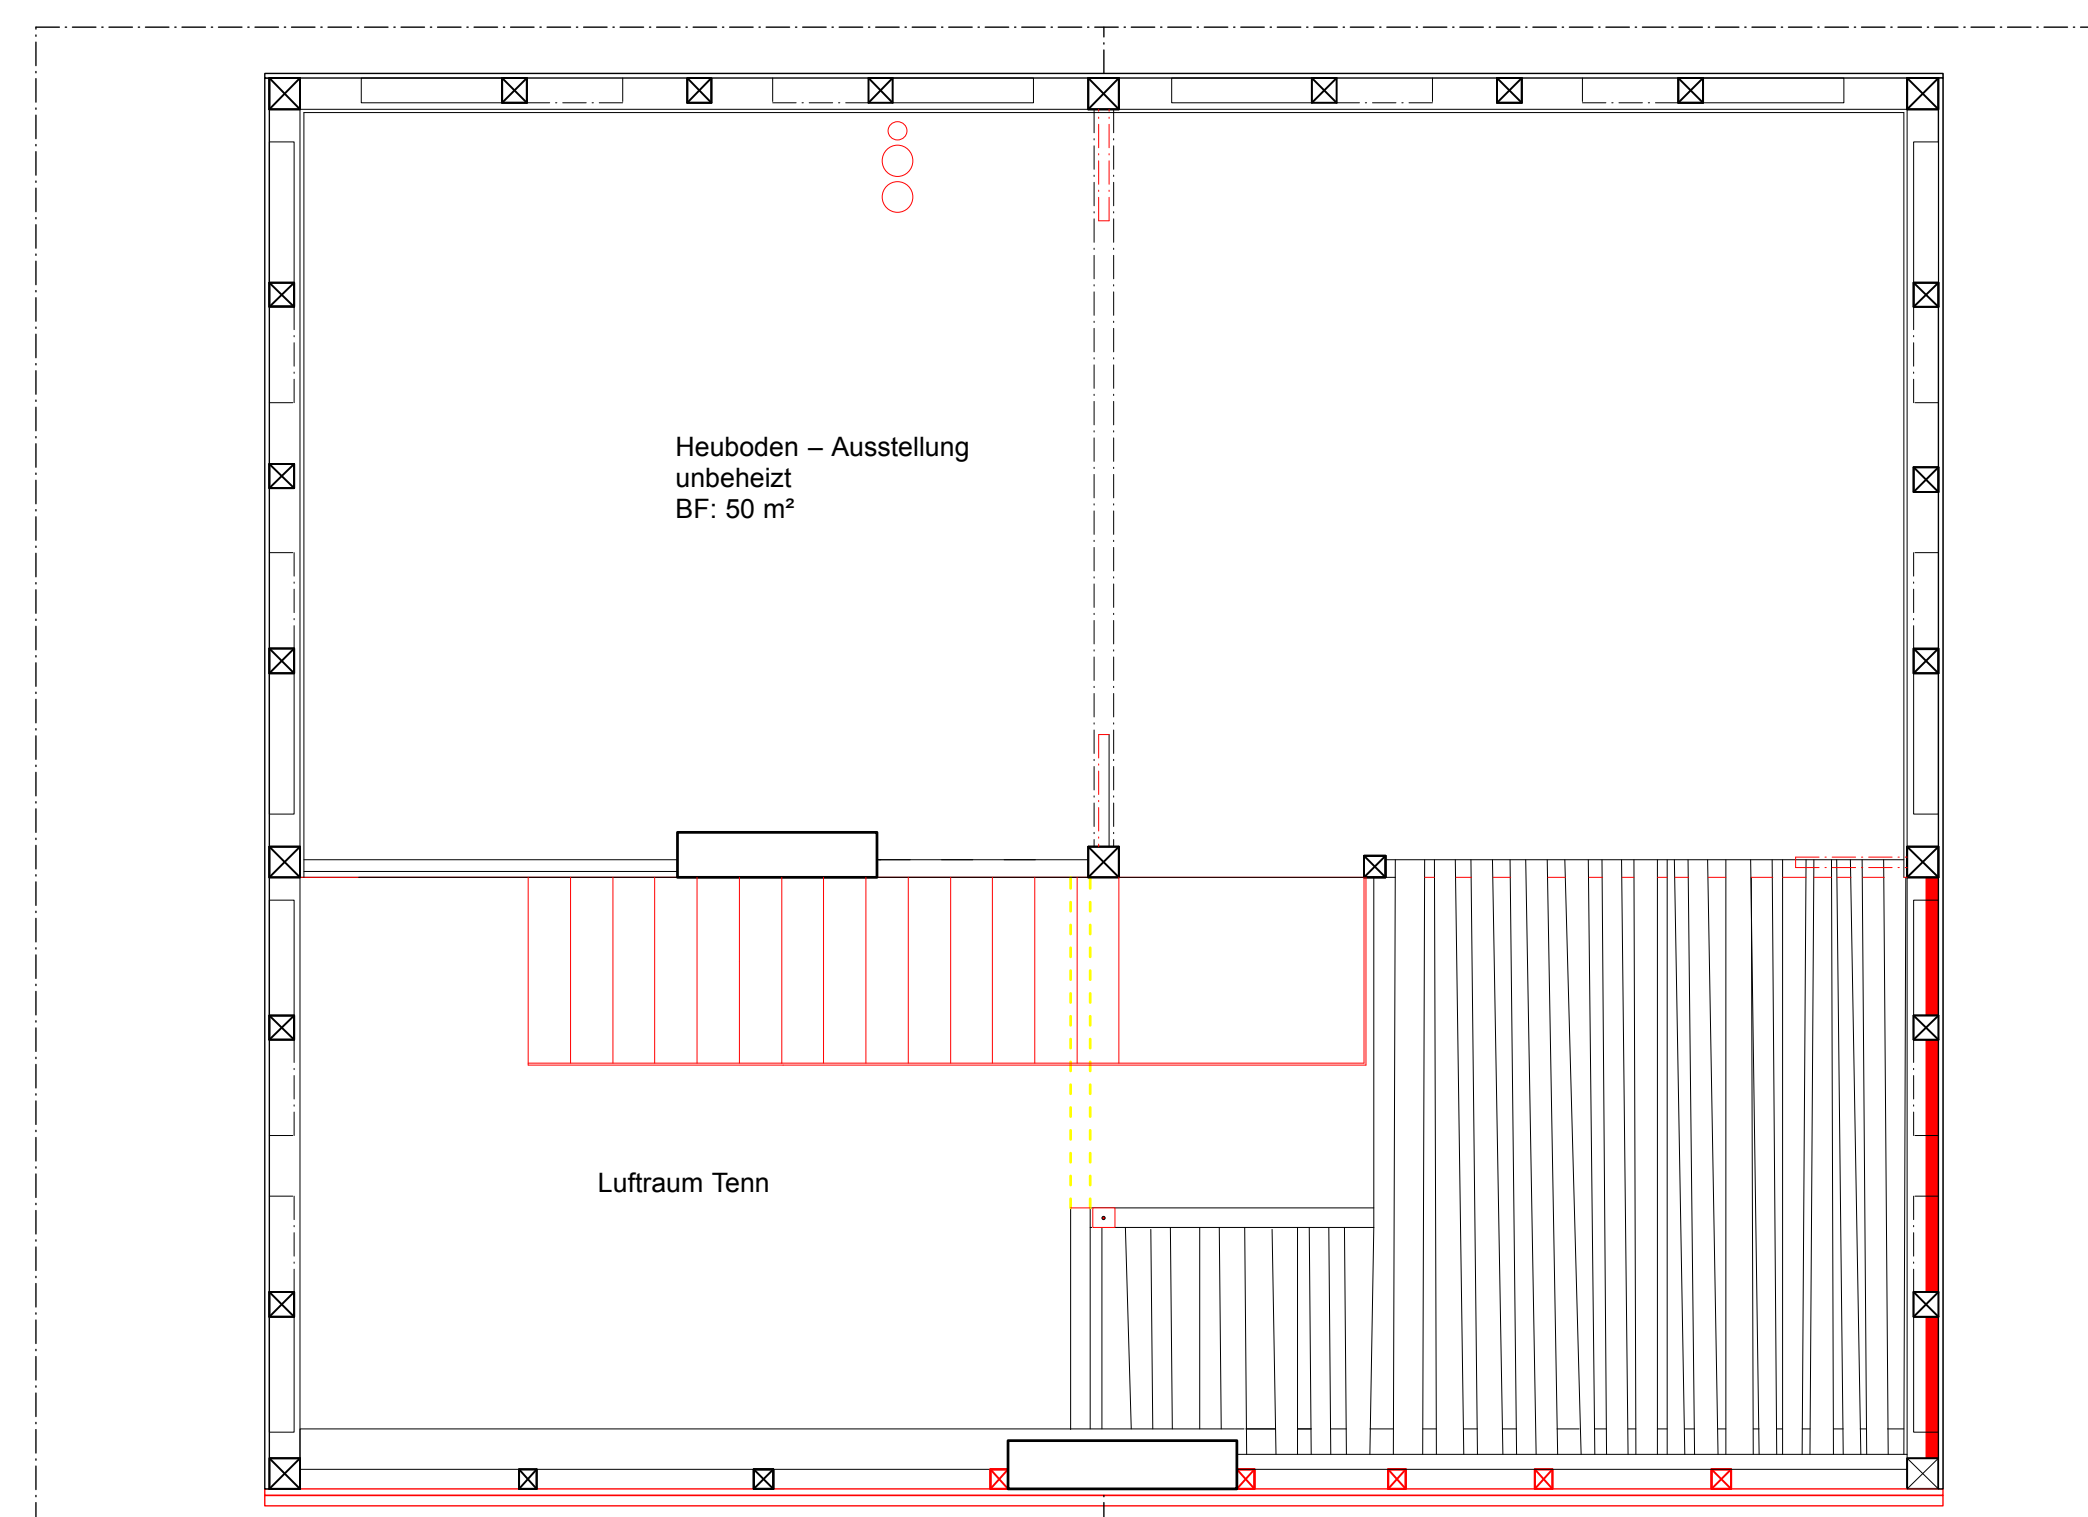 Heuboden – Ausstellung
unbeheizt
BF: 50 m²
Luftraum Tenn